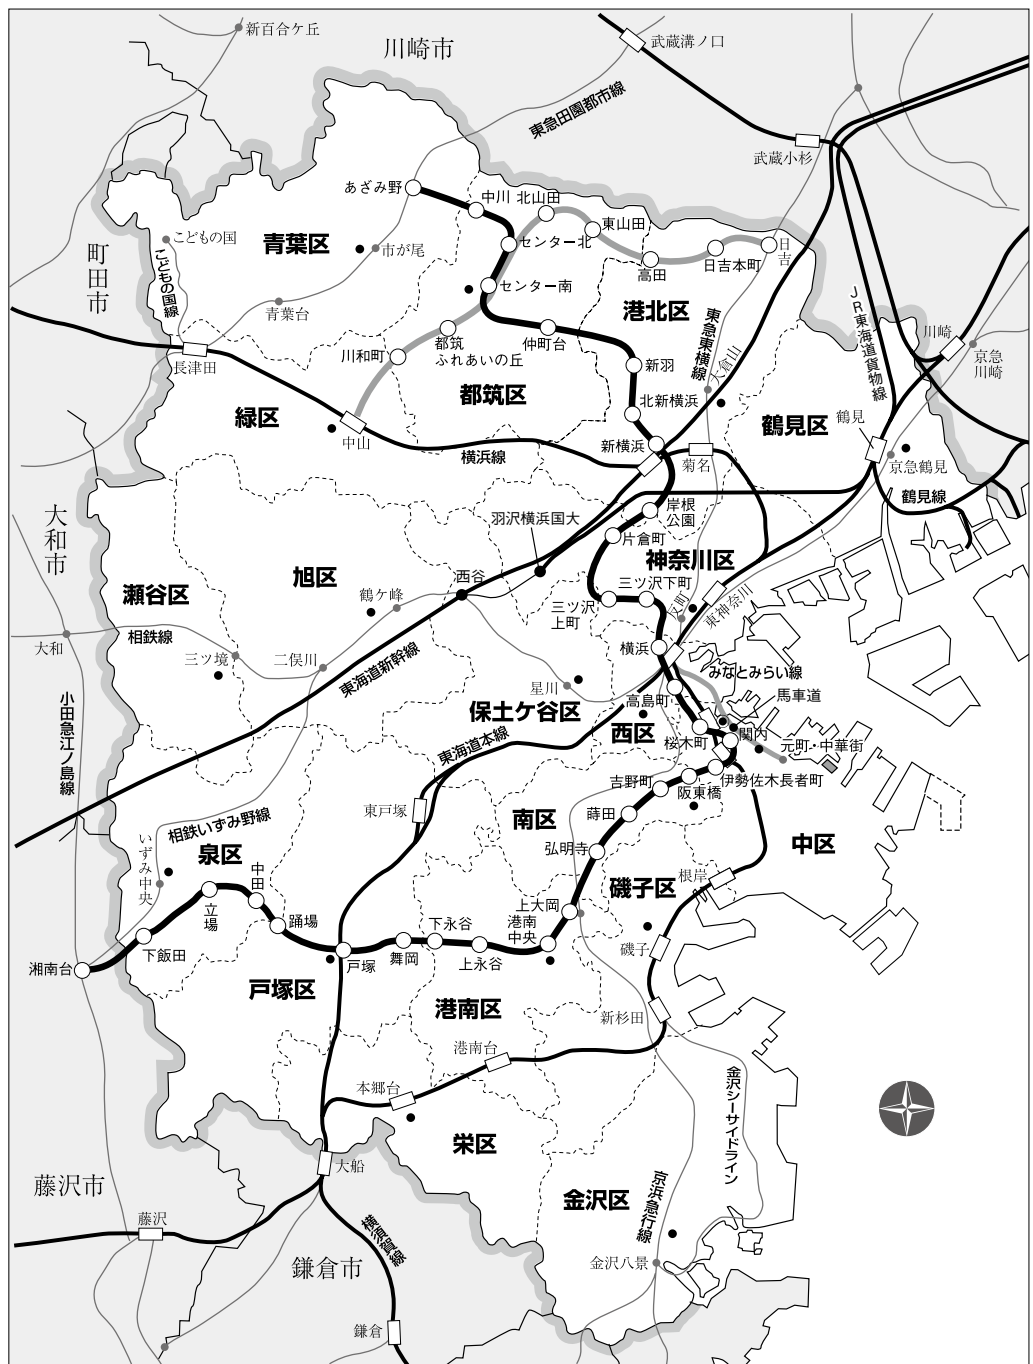 新百合ケ丘
川崎市
武蔵溝ノ口
東急田園都市線
武蔵小杉
あざみ野
中川
北山田
東山田
センター北
日吉
日吉本町
高田
こどもの国
青葉区
市が尾
町田市
こどもの国線
センター南
青葉台
港北区
東急東横線
JR東海道貨物線
川崎
京急
川崎
都筑
ふれあいの丘
仲町台
川和町
長津田
新羽
大倉山
都筑区
北新横浜
緑区
鶴見区
鶴見
中山
横浜線
新横浜
菊名
京急鶴見
鶴見線
大和市
羽沢横浜国大
岸根
公園
片倉町
神奈川区
旭区
西谷
三ツ沢下町
瀬谷区
鶴ケ峰
三ツ沢
上町
反町
東神奈川
相鉄線
大和
三ツ境
二俣川
横浜
東海道新幹線
みなとみらい線
星川
馬車道
高島町
小田急江ノ島線
保土ケ谷区
西区
桜木町
関内
元町・中華街
東海道本線
吉野町
阪東橋
伊勢佐木長者町
東戸塚
蒔田
南区
相鉄いずみ野線
泉区
いずみ中央
弘明寺
中区
中田
磯子区
根岸
立場
上大岡
踊場
下永谷
港南
中央
磯子
下飯田
湘南台
戸塚
舞岡
上永谷
戸塚区
港南区
新杉田
港南台
本郷台
金沢シーサイドライン
栄区
大船
藤沢市
金沢区
京浜急行線
藤沢
横須賀線
鎌倉市
金沢八景
鎌倉